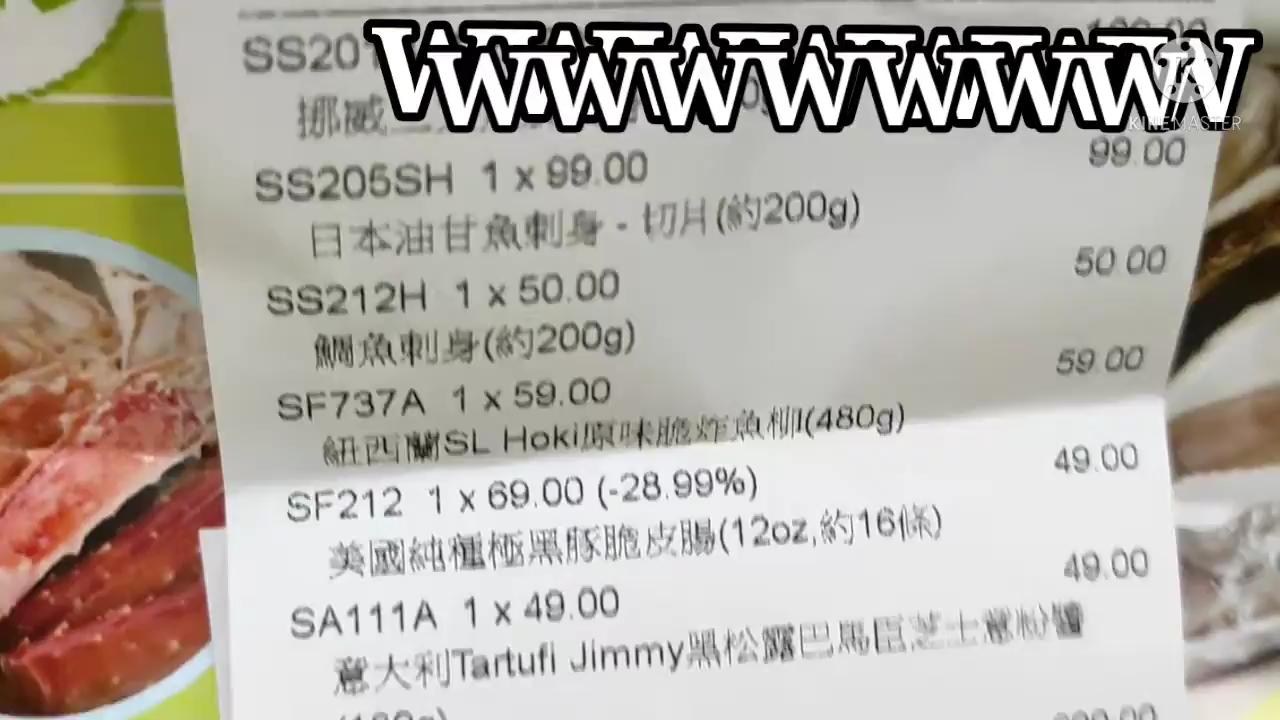 WWWWWWWW
KINEMASTER
SS201
挪威
SS205SH 1 x 99.00 99.00
日本油甘魚刺身 - 切片(約200g)
SS212H 1 x 50.00 50.00
鯛魚刺身(約200g)
SF737A 1 x 59.00 59.00
紐西蘭SL Hoki原味脆炸魚柳(480g)
SF212 1 x 69.00 (-28.99%) 49.00
美國純種極黑豚脆皮腸(12oz,約16條)
SA111A 1 x 49.00 49.00
意大利Tartufi Jimmy黑松露巴馬臣芝士意粉醬